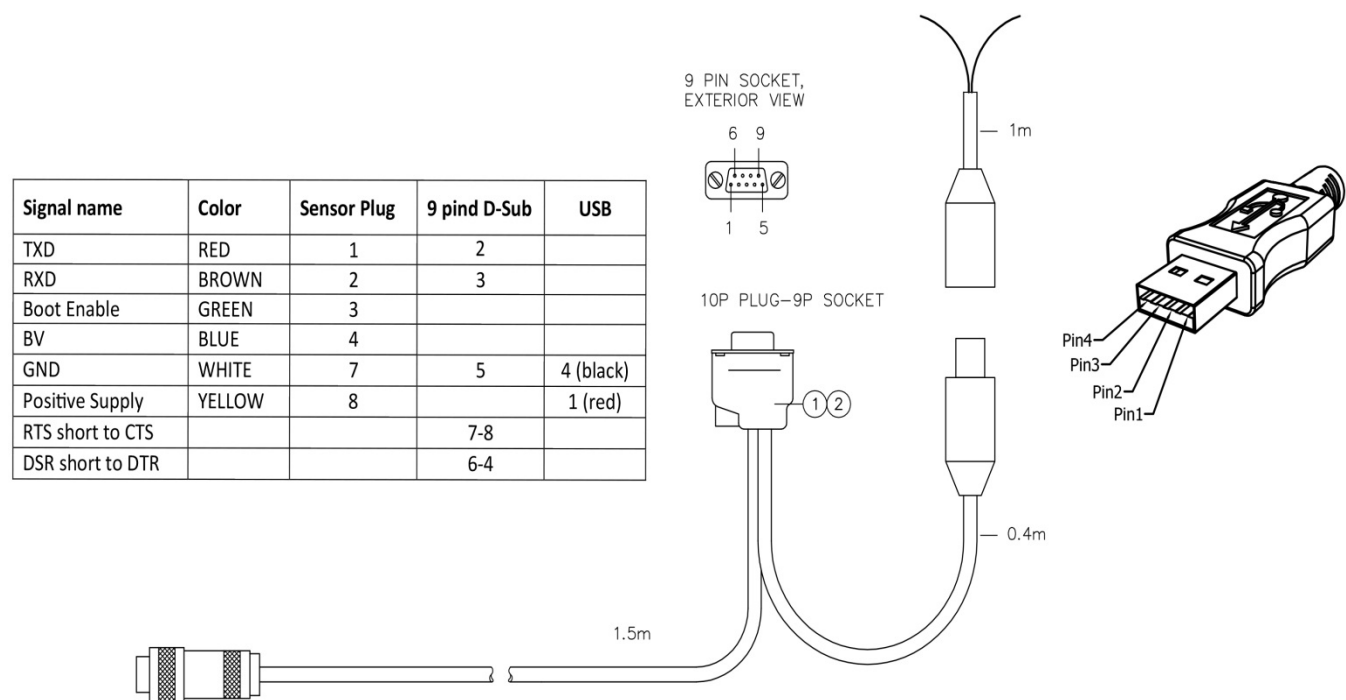 Signal name Color Sensor Plug 9 pind D-Sub USB
TXD RED 1 2
RXD BROWN 2 3
Boot Enable GREEN 3
BV BLUE 4
GND WHITE 7 5 4 (black)
Positive Supply YELLOW 8 1 (red)
RTS short to CTS 7-8
DSR short to DTR 6-4
9 PIN SOCKET,
EXTERIOR VIEW
6 9
1 5
10P PLUG-9P SOCKET
1 2
1m
0.4m
1.5m
Pin4
Pin3
Pin2
Pin1